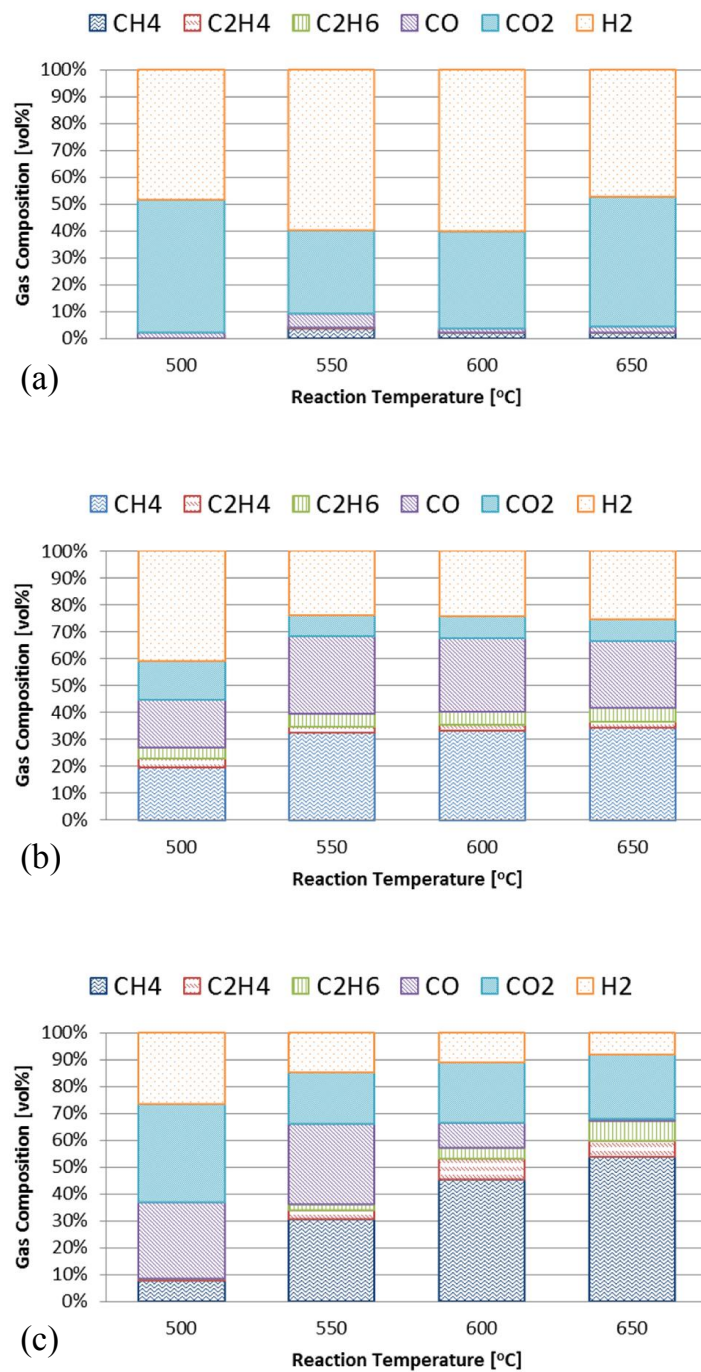 CH4 C2H4 C2H6 CO CO2 H2
100%
90%
80%
70%
60%
50%
40%
30%
20%
10%
0%
Gas Composition [vol%]
500 550 600 650
Reaction Temperature [ºC]
(a)
CH4 C2H4 C2H6 CO CO2 H2
100%
90%
80%
70%
60%
50%
40%
30%
20%
10%
0%
Gas Composition [vol%]
500 550 600 650
Reaction Temperature [ºC]
(b)
CH4 C2H4 C2H6 CO CO2 H2
100%
90%
80%
70%
60%
50%
40%
30%
20%
10%
0%
Gas Composition [vol%]
500 550 600 650
Reaction Temperature [ºC]
(c)